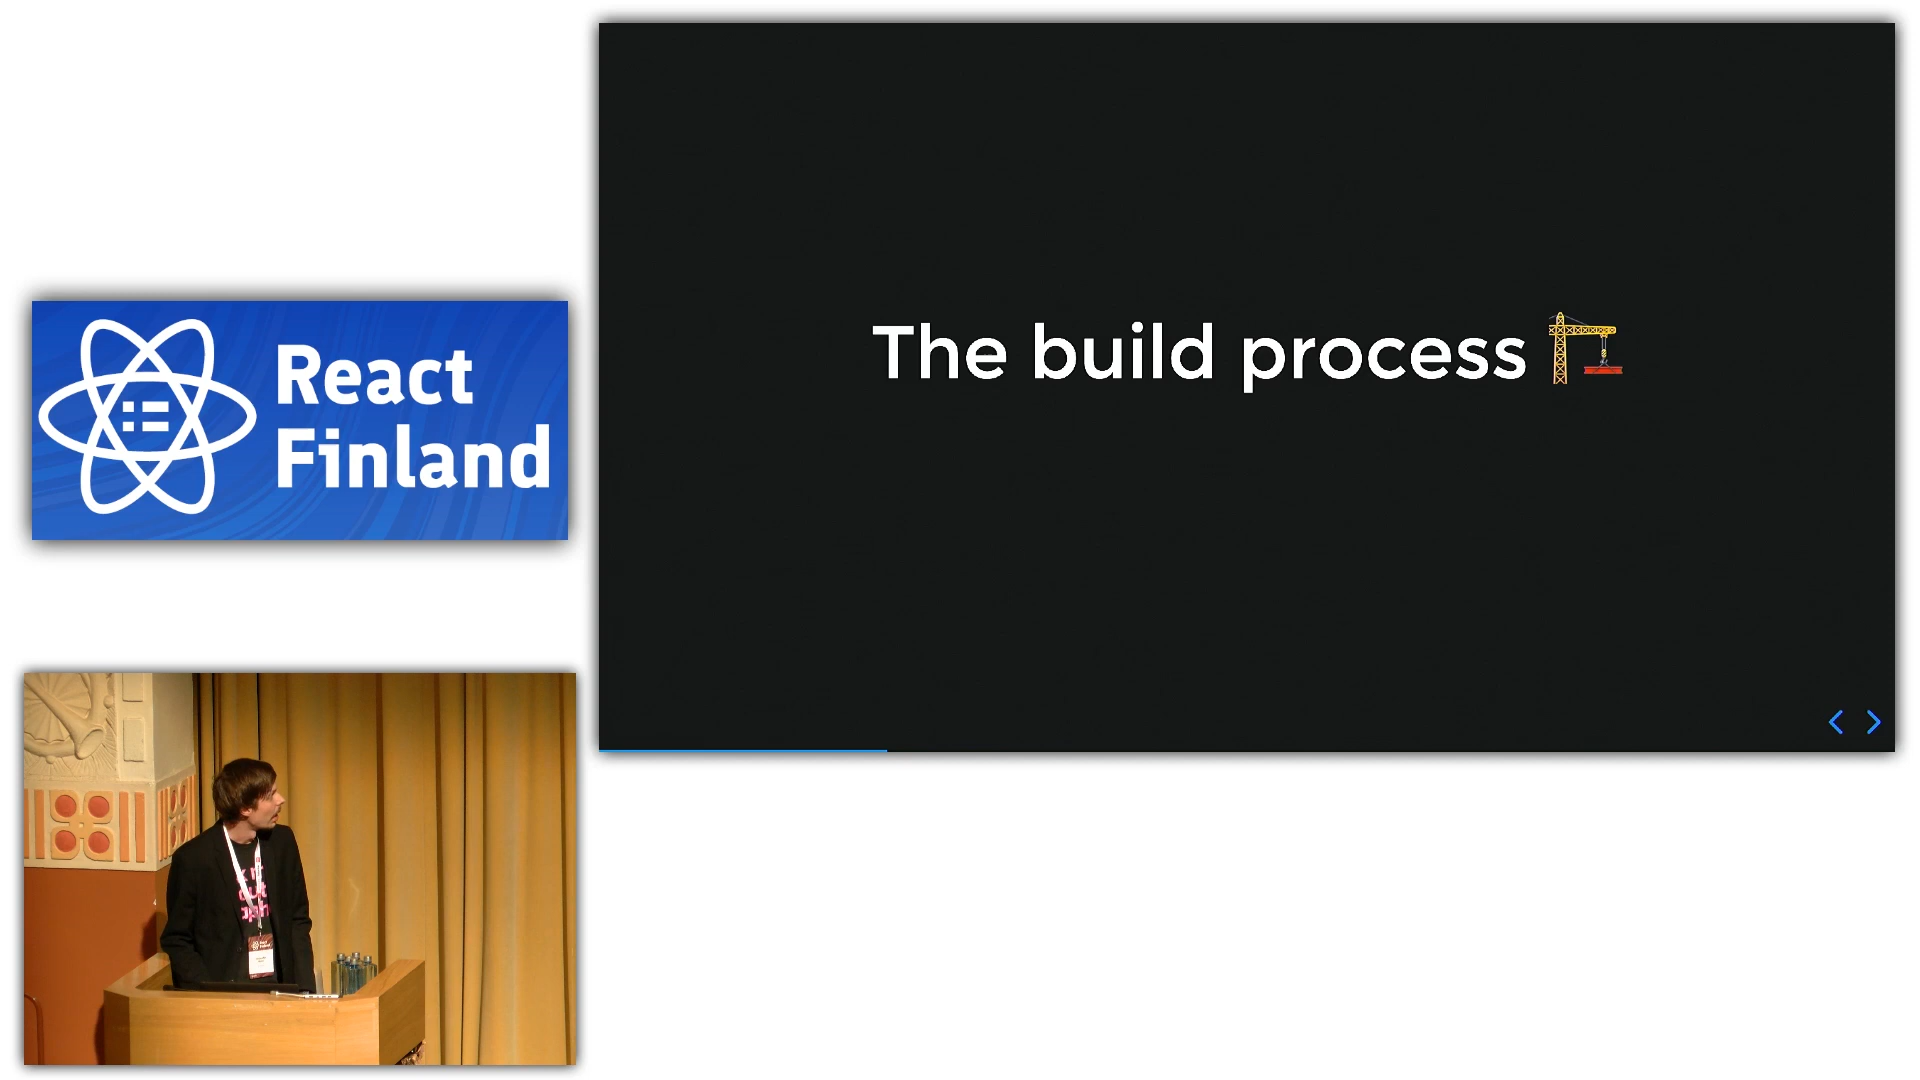 The build process 🏗
React
Finland